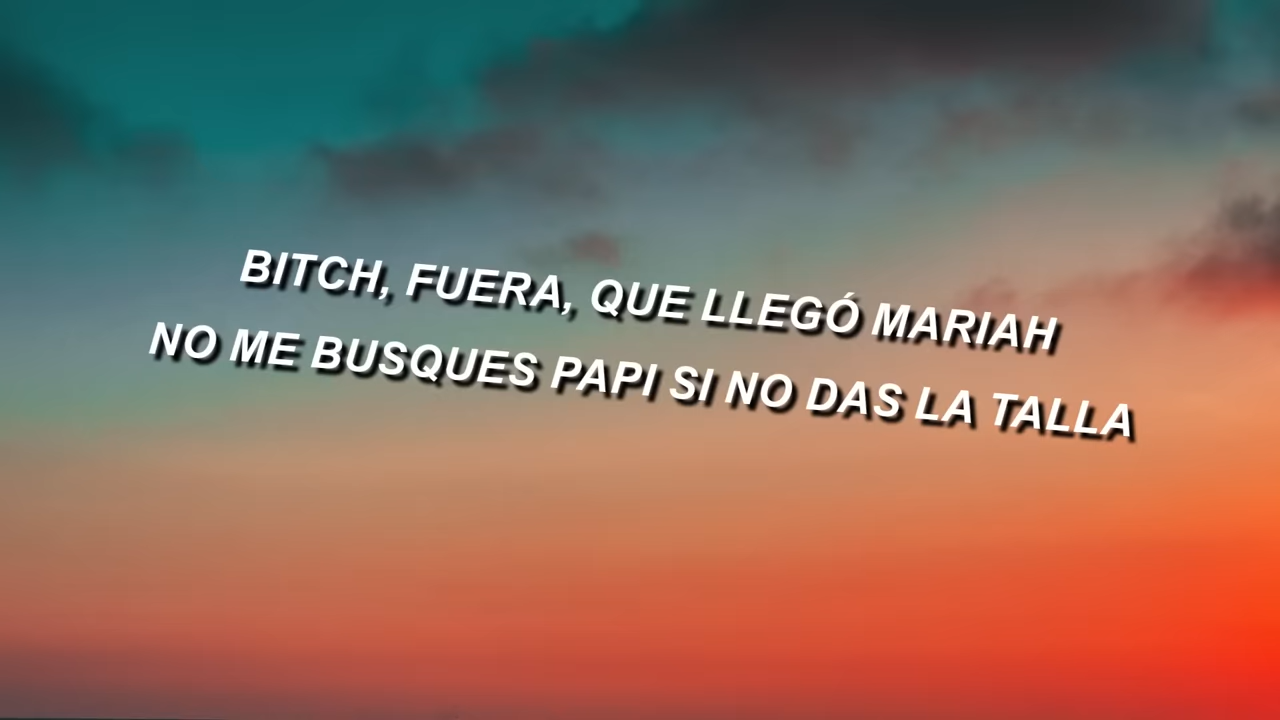 BITCH, FUERA, QUE LLEGÓ MARIAH
NO ME BUSQUES PAPI SI NO DAS LA TALLA